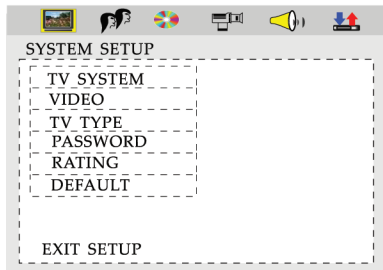 SYSTEM SETUP
TV SYSTEM
VIDEO
TV TYPE
PASSWORD
RATING
DEFAULT
EXIT SETUP